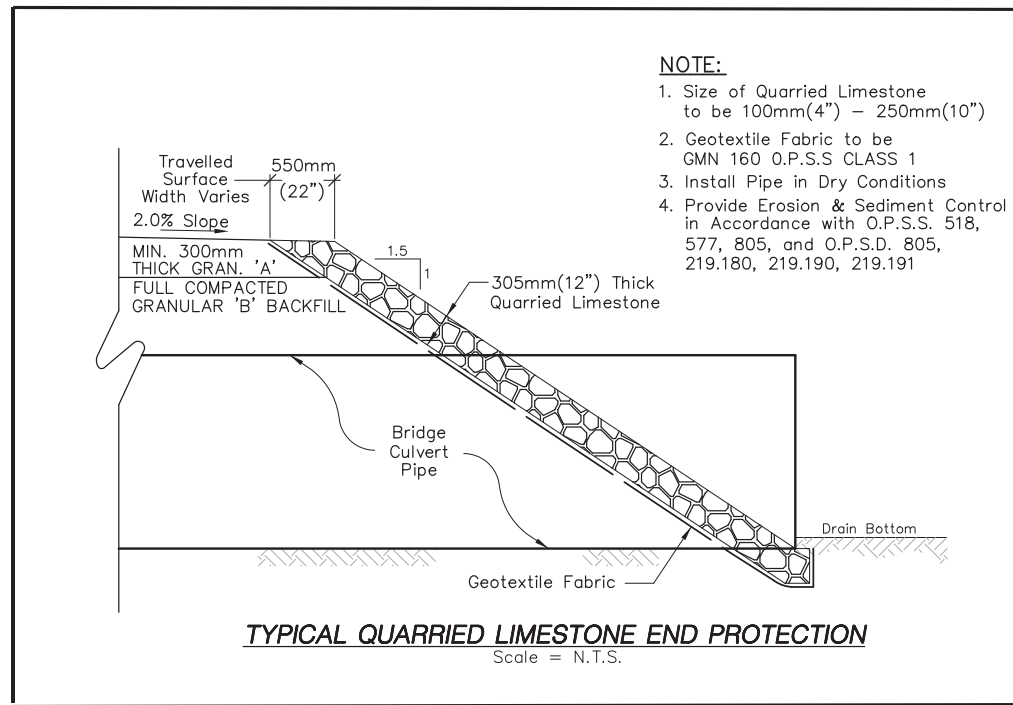 NOTE:
1. Size of Quarried Limestone
to be 100mm(4") – 250mm(10")
2. Geotextile Fabric to be
GMN 160 O.P.S.S CLASS 1
3. Install Pipe in Dry Conditions
4. Provide Erosion & Sediment Control
in Accordance with O.P.S.S. 518,
577, 805, and O.P.S.D. 805,
219.180, 219.190, 219.191
Travelled
Surface
Width Varies
550mm
(22")
2.0% Slope
MIN. 300mm
THICK GRAN. 'A'
FULL COMPACTED
GRANULAR 'B' BACKFILL
1.5
1
305mm(12") Thick
Quarried Limestone
Bridge
Culvert
Pipe
Drain Bottom
Geotextile Fabric
TYPICAL QUARRIED LIMESTONE END PROTECTION
Scale = N.T.S.